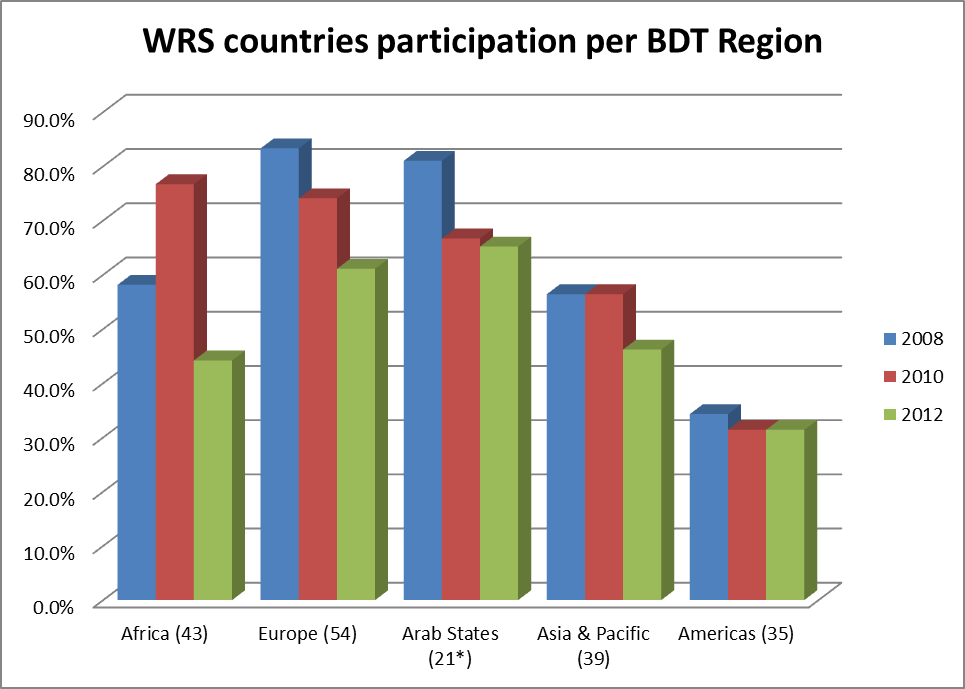 WRS countries participation per BDT Region
90.0%
80.0%
70.0%
60.0%
50.0%
40.0%
30.0%
20.0%
10.0%
0.0%
Africa (43)
Europe (54)
Arab States
(21*)
Asia & Pacific
(39)
Americas (35)
2008
2010
2012